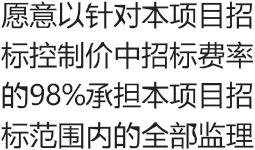 愿意以针对本项目招
标控制价中招标费率
的98%承担本项目招
标范围内的全部监理